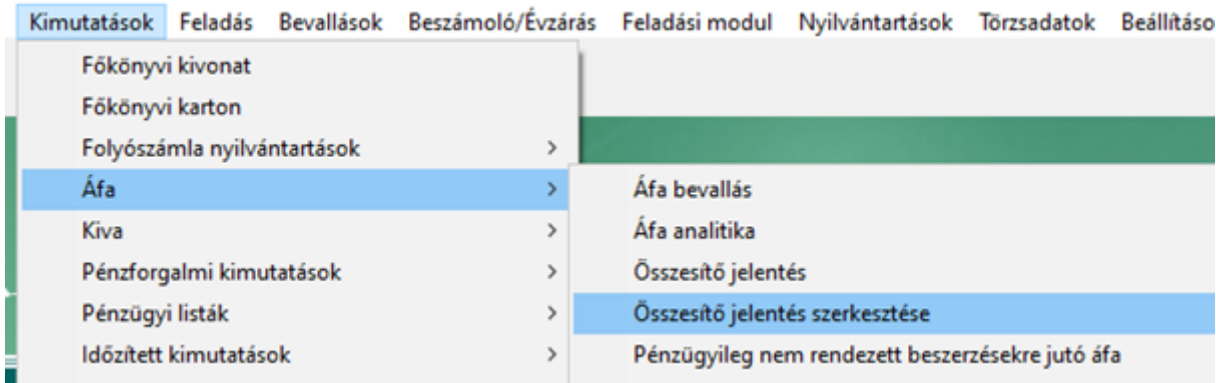 Kimutatások Feladás Bevallások Beszámoló/Évzárás Feladási modul Nyilvántartások Törzsadatok Beállításo
Főkönyvi kivonat
Főkönyvi karton
Folyószámla nyilvántartások
Áfa
Kiva
Pénzforgalmi kimutatások
Pénzügyi listák
Időzített kimutatások
Áfa bevallás
Áfa analitika
Összesítő jelentés
Összesítő jelentés szerkesztése
Pénzügyileg nem rendezett beszerzésekre jutó áfa